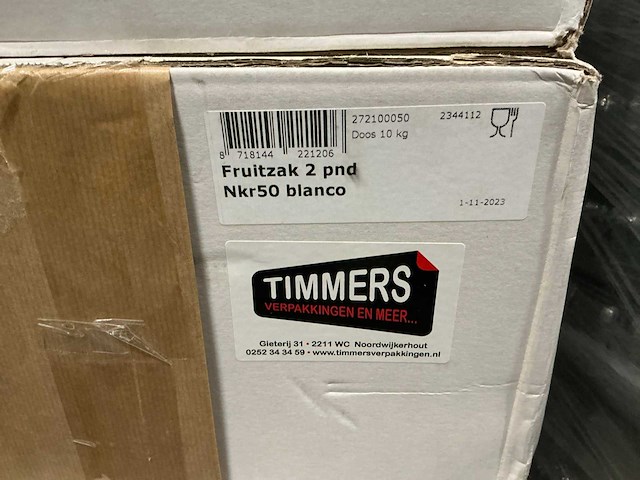 272100050 2344112
Doos 10 kg
8 718144 221206
Fruitzak 2 pnd
Nkr50 blanco
1-11-2023
TIMMERS
VERPAKKINGEN EN MEER...
Gieterij 31 • 2211 WC Noordwijkerhout
0252 34 34 59 • www.timmersverpakkingen.nl